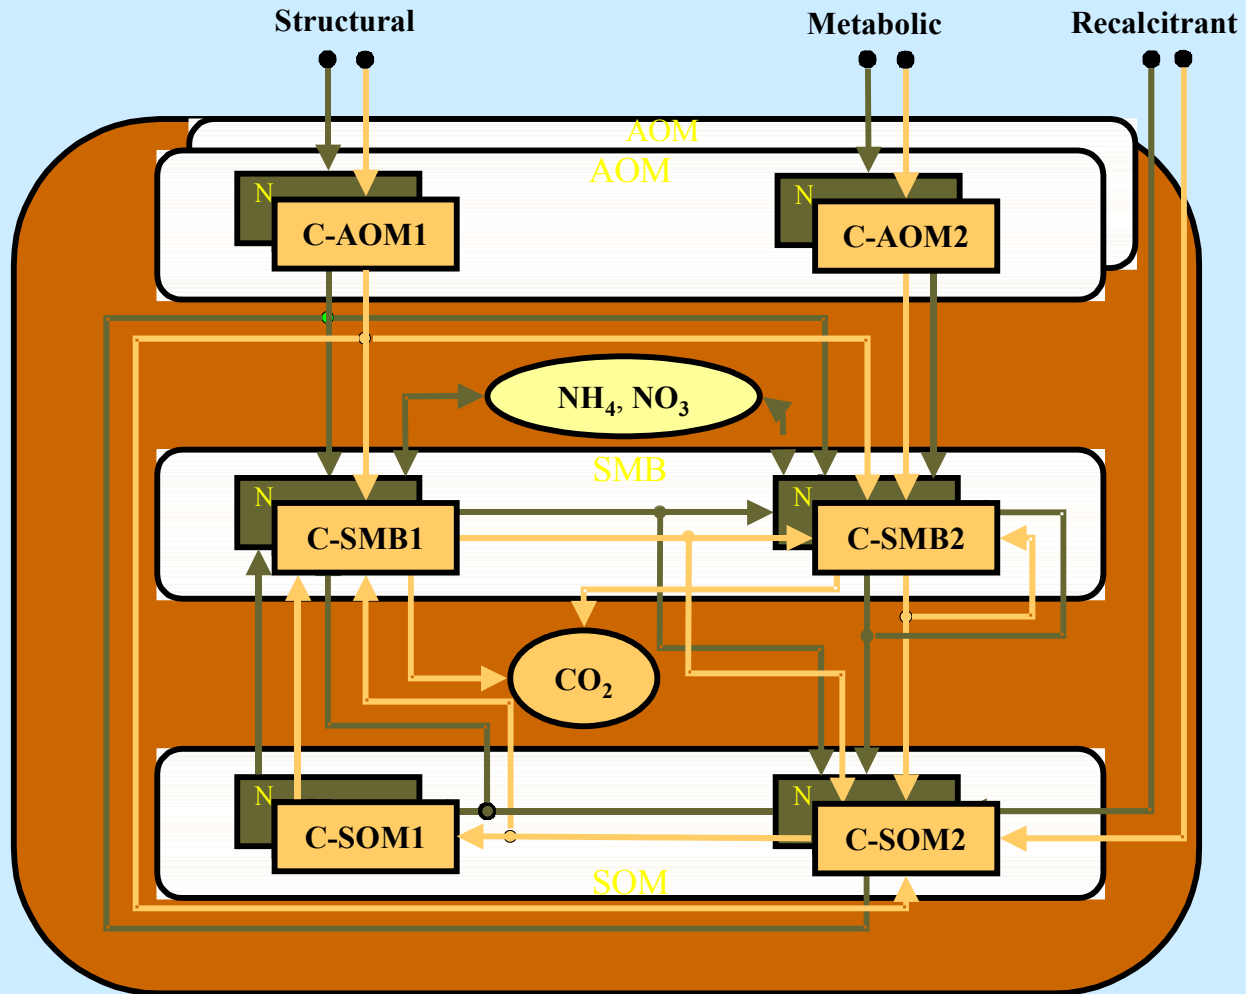 Structural
Metabolic
Recalcitrant
AOM
AOM
N
C-AOM1
N
C-AOM2
NH₄, NO₃
SMB
N
C-SMB1
N
C-SMB2
CO₂
N
C-SOM1
N
C-SOM2
SOM